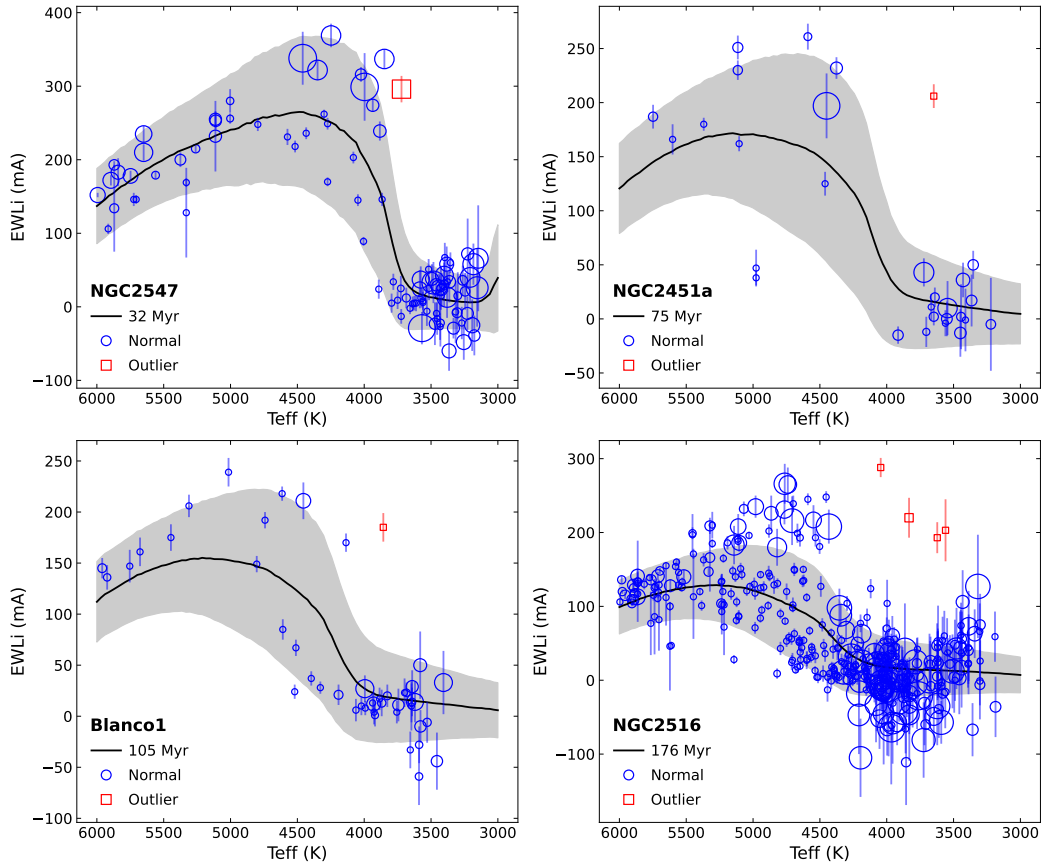 400
300
200
100
0
−100
EWLi (mA)
NGC2547
32 Myr
Normal
Outlier
6000 5500 5000 4500 4000 3500 3000
Teff (K)
250
200
150
100
50
0
−50
EWLi (mA)
NGC2451a
75 Myr
Normal
Outlier
6000 5500 5000 4500 4000 3500 3000
Teff (K)
250
200
150
100
50
0
−50
−100
EWLi (mA)
Blanco1
105 Myr
Normal
Outlier
6000 5500 5000 4500 4000 3500 3000
Teff (K)
300
200
100
0
−100
EWLi (mA)
NGC2516
176 Myr
Normal
Outlier
6000 5500 5000 4500 4000 3500 3000
Teff (K)